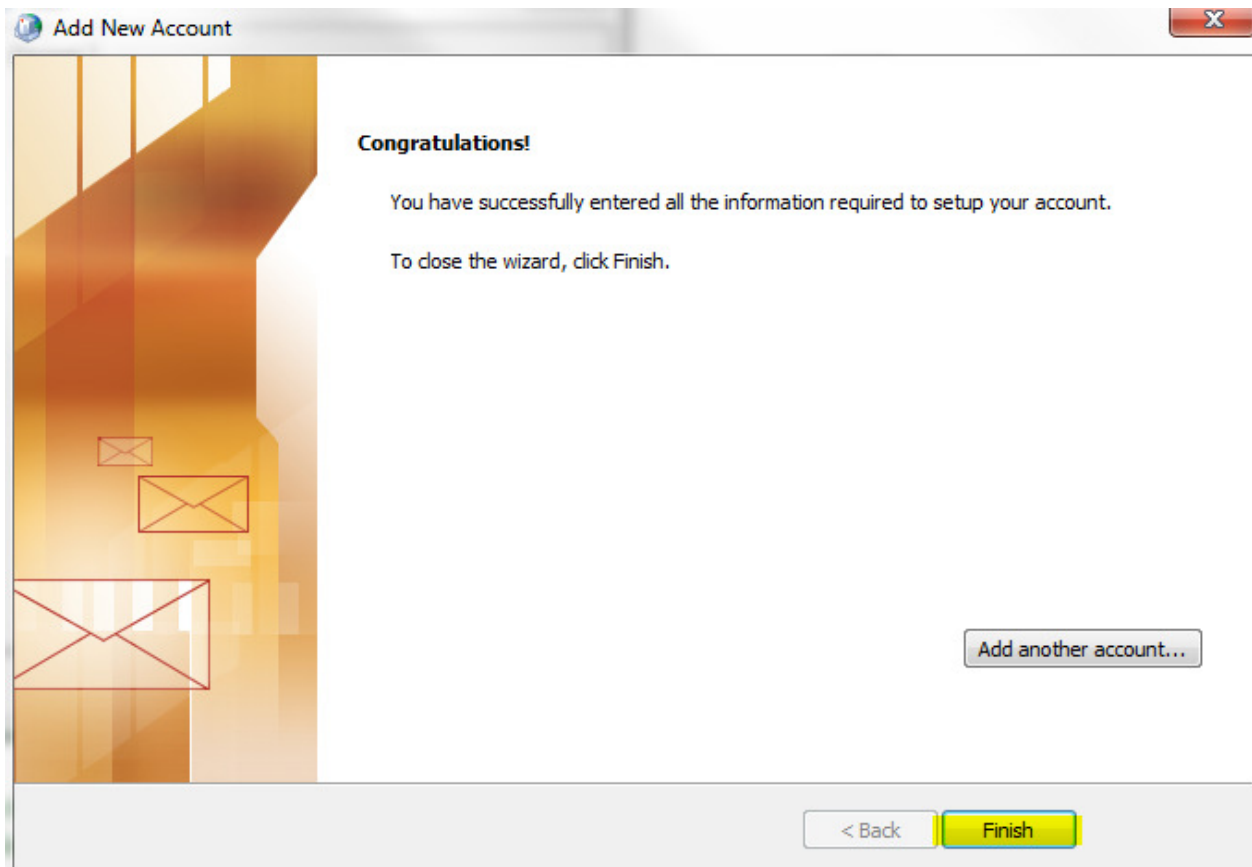 Add New Account
Congratulations!
You have successfully entered all the information required to setup your account.
To close the wizard, click Finish.
Add another account...
< Back
Finish